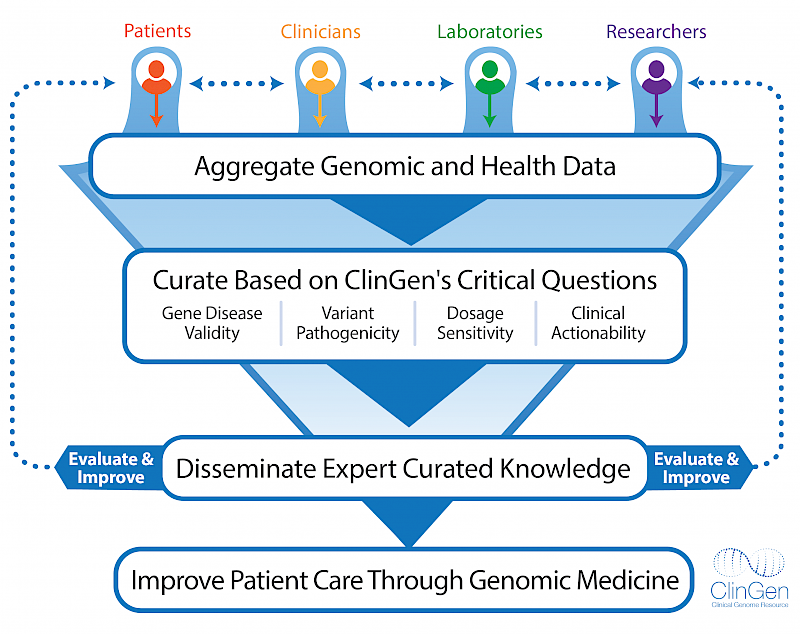 Patients
Clinicians
Laboratories
Researchers
Aggregate Genomic and Health Data
Curate Based on ClinGen's Critical Questions
Gene Disease
Validity
Variant
Pathogenicity
Dosage
Sensitivity
Clinical
Actionability
Evaluate &
Improve
Disseminate Expert Curated Knowledge
Evaluate &
Improve
Improve Patient Care Through Genomic Medicine
ClinGen
Clinical Genome Resource